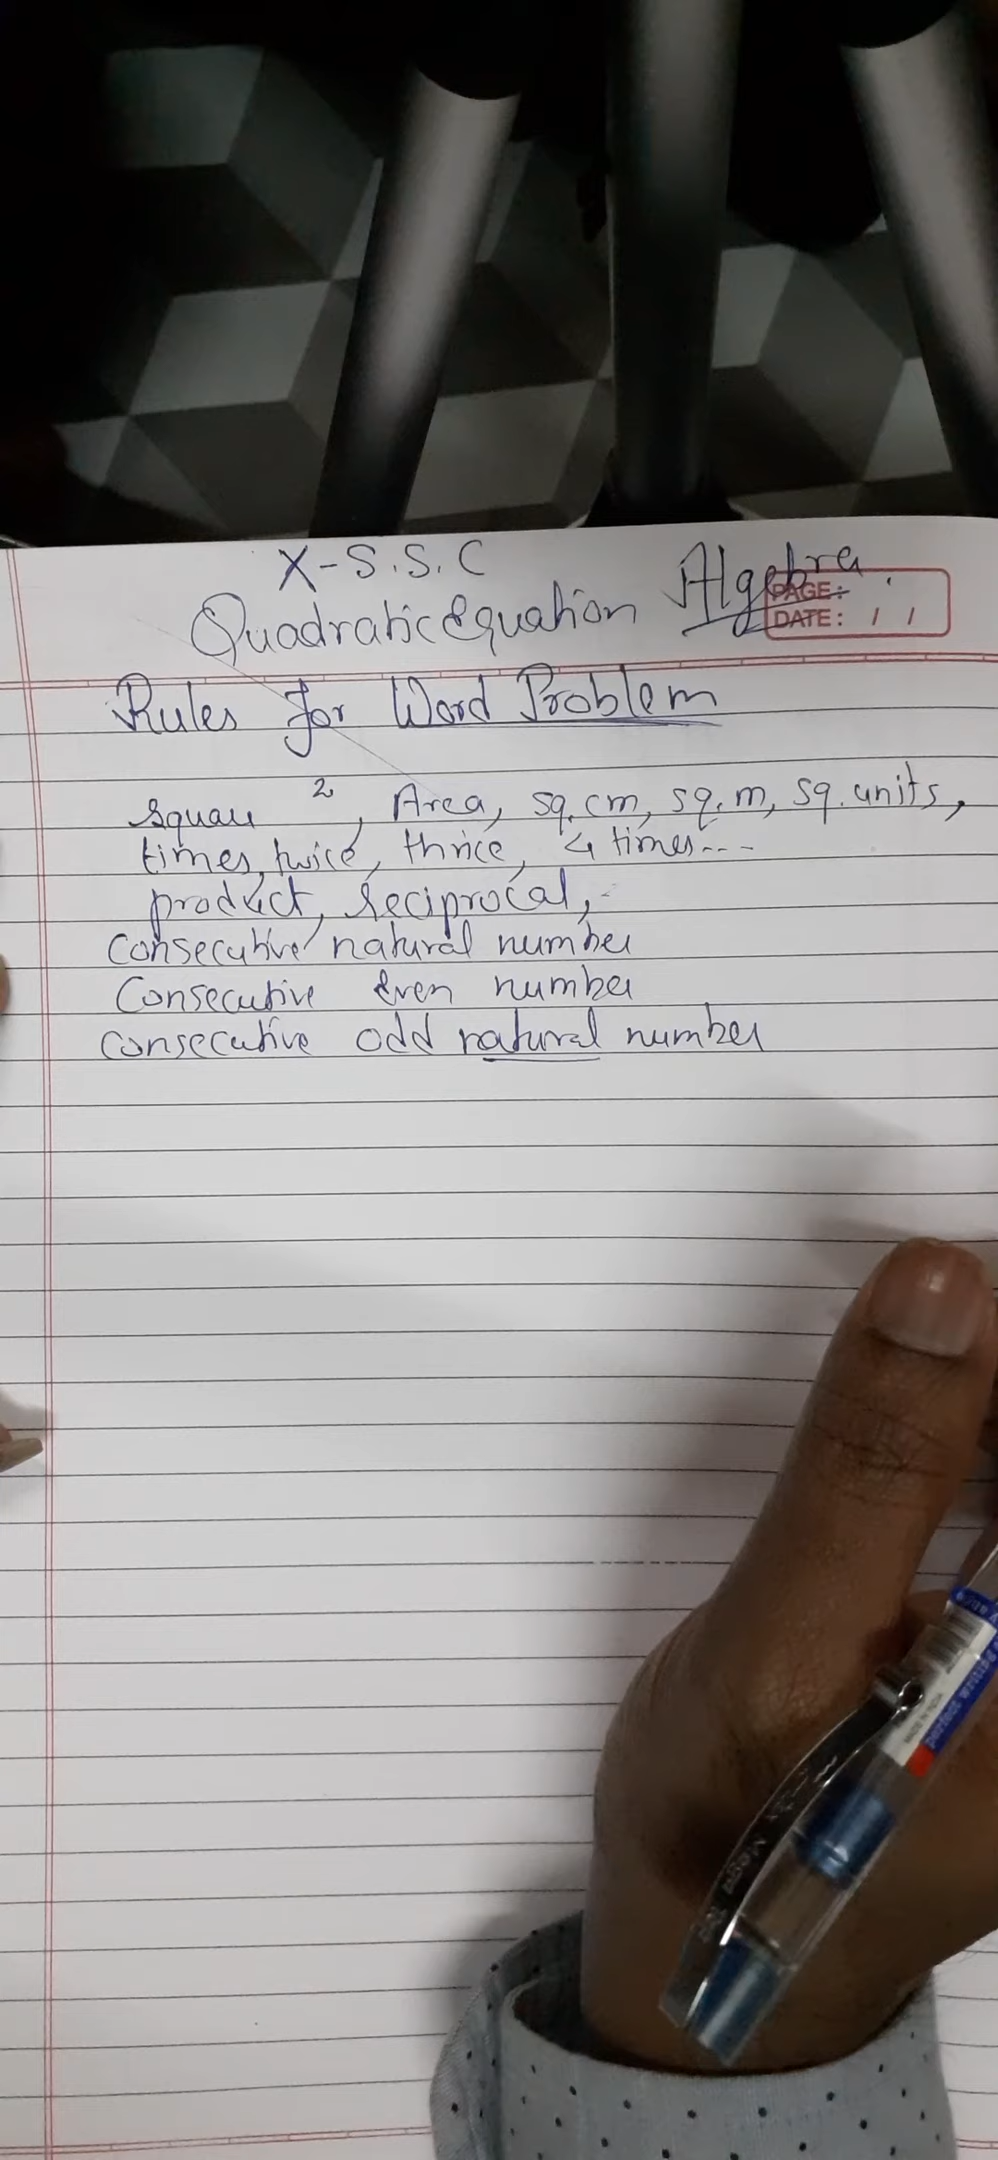 X-S.S.C
Quadratic Equation Algebra
PAGE:
DATE: / /
Rules for Word Problem
square ², Area, sq.cm, sq.m, sq.units,
times, twice, thrice, 4 times...
product, reciprocal,
consecutive natural number
Consecutive even number
consecutive odd natural number